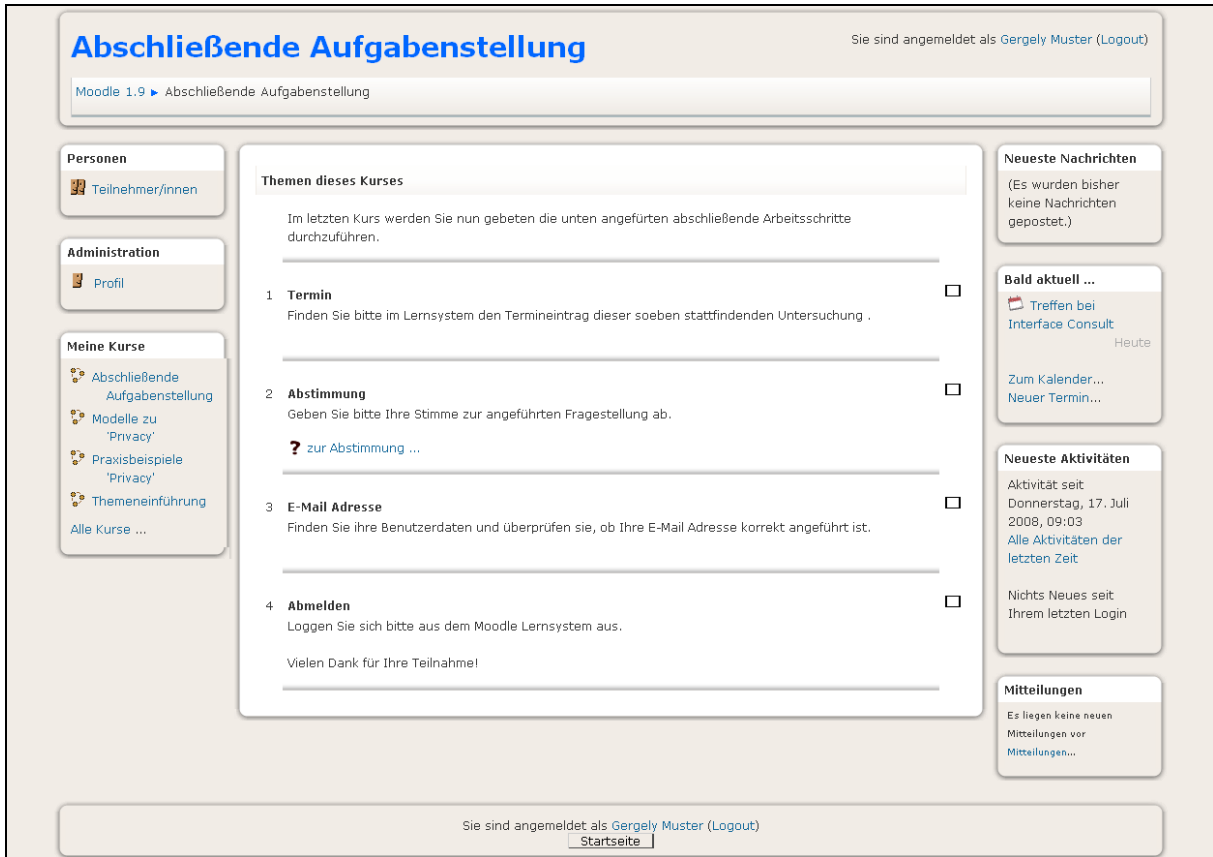 Abschließende Aufgabenstellung
Sie sind angemeldet als Gergely Muster (Logout)
Moodle 1.9 ► Abschließende Aufgabenstellung
Personen
Teilnehmer/innen
Administration
Profil
Meine Kurse
Abschließende
Aufgabenstellung
Modelle zu
'Privacy'
Praxisbeispiele
'Privacy'
Themeneinführung
Alle Kurse ...
Themen dieses Kurses
Im letzten Kurs werden Sie nun gebeten die unten angefürten abschließende Arbeitsschritte
durchzuführen.
1 Termin
Finden Sie bitte im Lernsystem den Termineintrag dieser soeben stattfindenden Untersuchung .
2 Abstimmung
Geben Sie bitte Ihre Stimme zur angeführten Fragestellung ab.
? zur Abstimmung ...
3 E-Mail Adresse
Finden Sie ihre Benutzerdaten und überprüfen sie, ob Ihre E-Mail Adresse korrekt angeführt ist.
4 Abmelden
Loggen Sie sich bitte aus dem Moodle Lernsystem aus.
Vielen Dank für Ihre Teilnahme!
Neueste Nachrichten
(Es wurden bisher
keine Nachrichten
gepostet.)
Bald aktuell ...
Treffen bei
Interface Consult
Heute
Zum Kalender...
Neuer Termin...
Neueste Aktivitäten
Aktivität seit
Donnerstag, 17. Juli
2008, 09:03
Alle Aktivitäten der
letzten Zeit
Nichts Neues seit
Ihrem letzten Login
Mitteilungen
Es liegen keine neuen
Mitteilungen vor
Mitteilungen...
Sie sind angemeldet als Gergely Muster (Logout)
Startseite